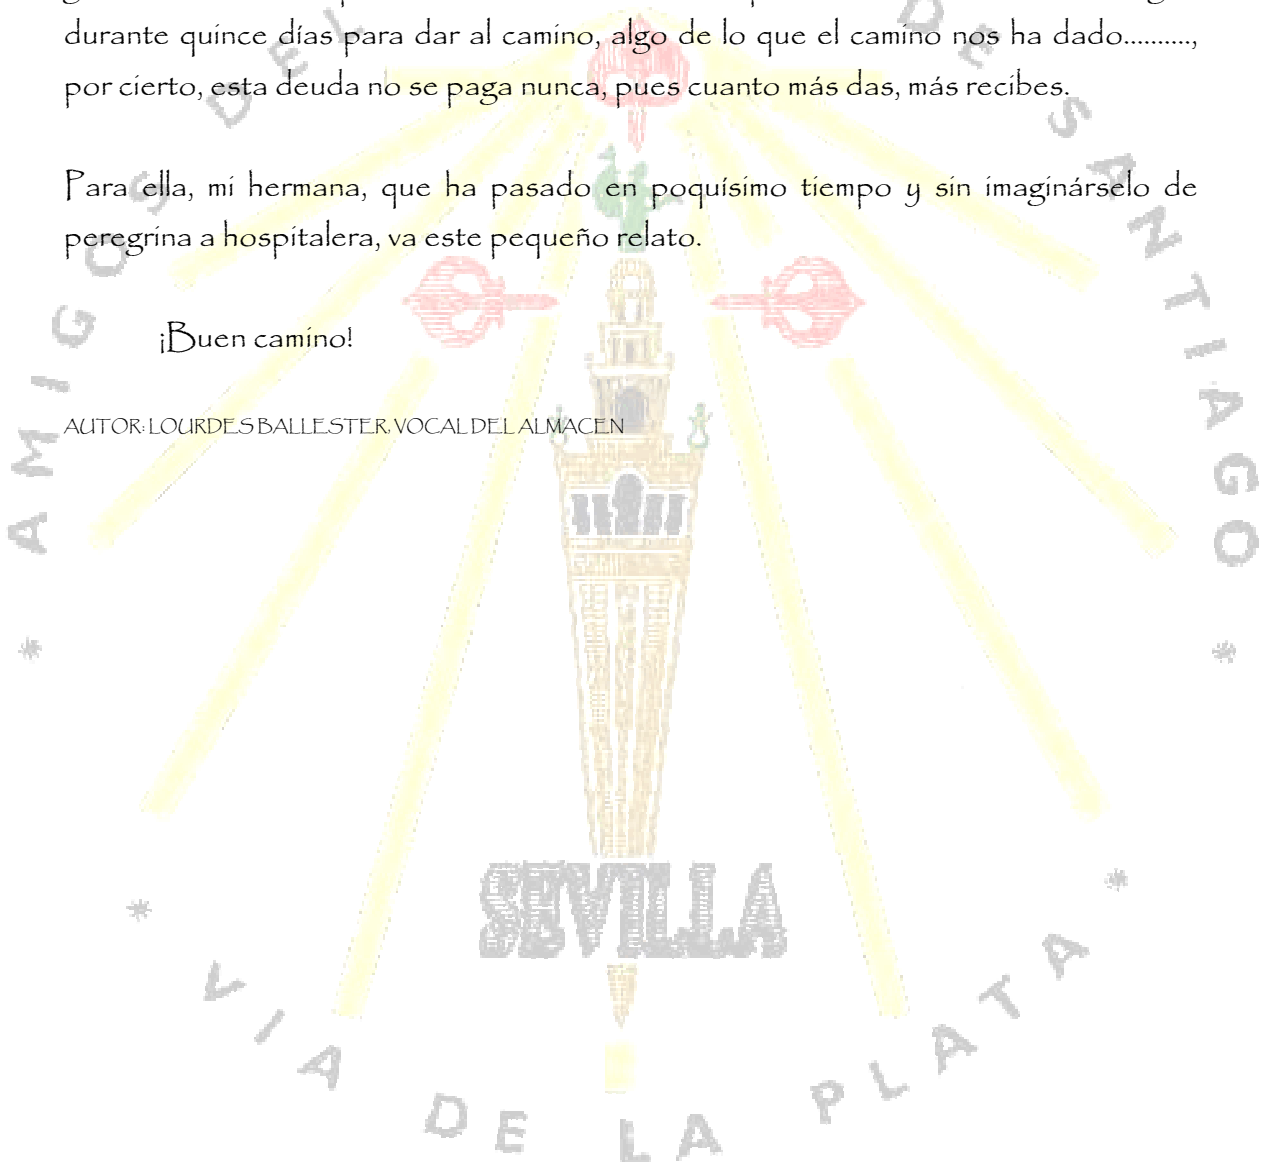 durante quince días para dar al camino, algo de lo que el camino nos ha dado..........,
por cierto, esta deuda no se paga nunca, pues cuanto más das, más recibes.
Para ella, mi hermana, que ha pasado en poquísimo tiempo y sin imaginárselo de
peregrina a hospitalera, va este pequeño relato.
¡Buen camino!
AUTOR: LOURDES BALLESTER, VOCAL DEL ALMACEN
* AMIGOS DEL
DE SANTIAGO *
SEVILLA
* VIA DE LA PLATA *